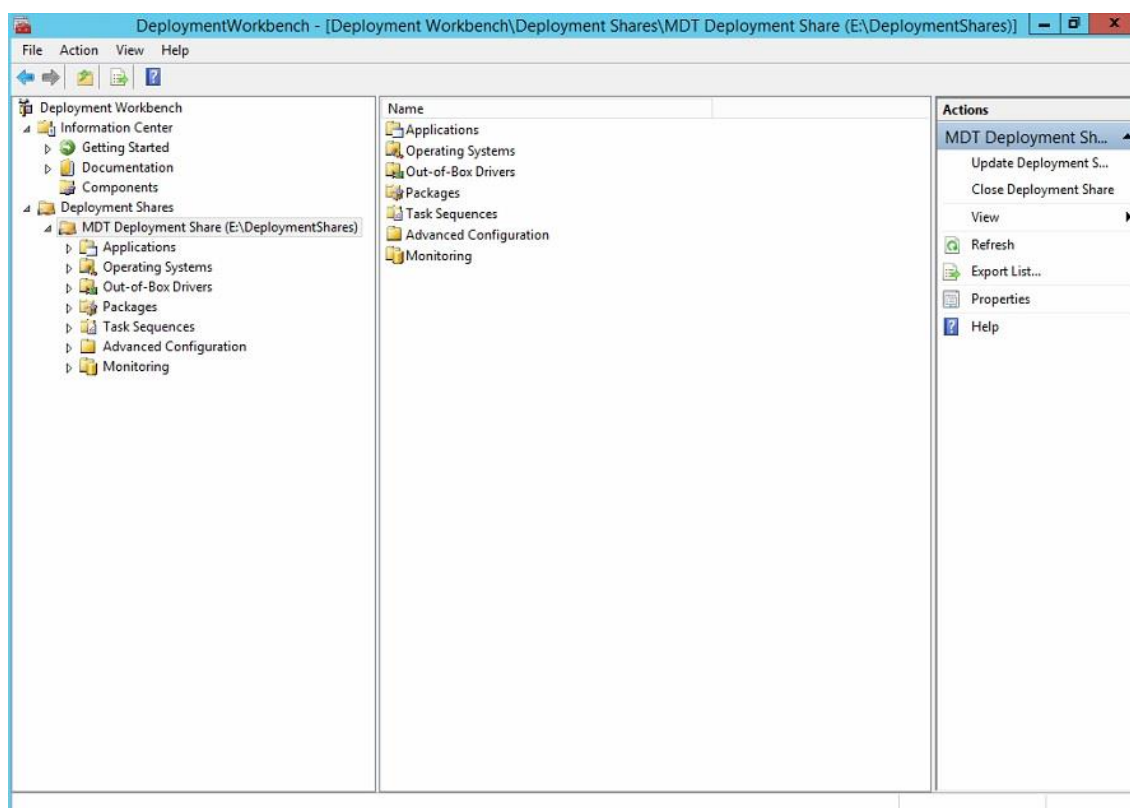 DeploymentWorkbench - [Deployment Workbench\Deployment Shares\MDT Deployment Share (E:\DeploymentShares)]
File Action View Help
Deployment Workbench
Information Center
Getting Started
Documentation
Components
Deployment Shares
MDT Deployment Share (E:\DeploymentShares)
Applications
Operating Systems
Out-of-Box Drivers
Packages
Task Sequences
Advanced Configuration
Monitoring
Name
Applications
Operating Systems
Out-of-Box Drivers
Packages
Task Sequences
Advanced Configuration
Monitoring
Actions
MDT Deployment Sh...
Update Deployment S...
Close Deployment Share
View
Refresh
Export List...
Properties
Help